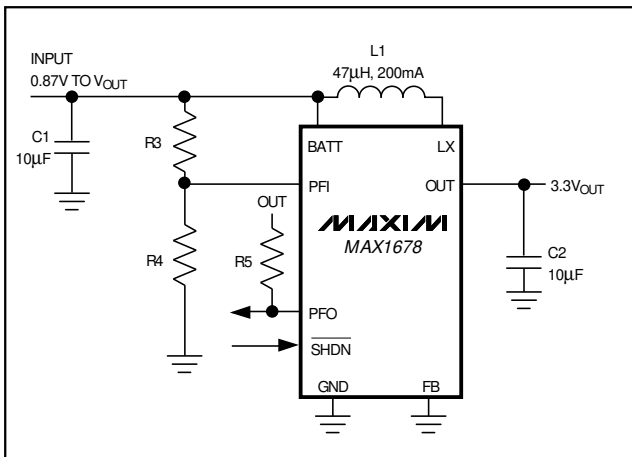 L1
47µH, 200mA
INPUT
0.87V TO VOUT
C1
10µF
R3
BATT
LX
PFI
OUT
3.3VOUT
OUT
MAXIM
MAX1678
R4
R5
C2
10µF
PFO
SHDN
GND
FB